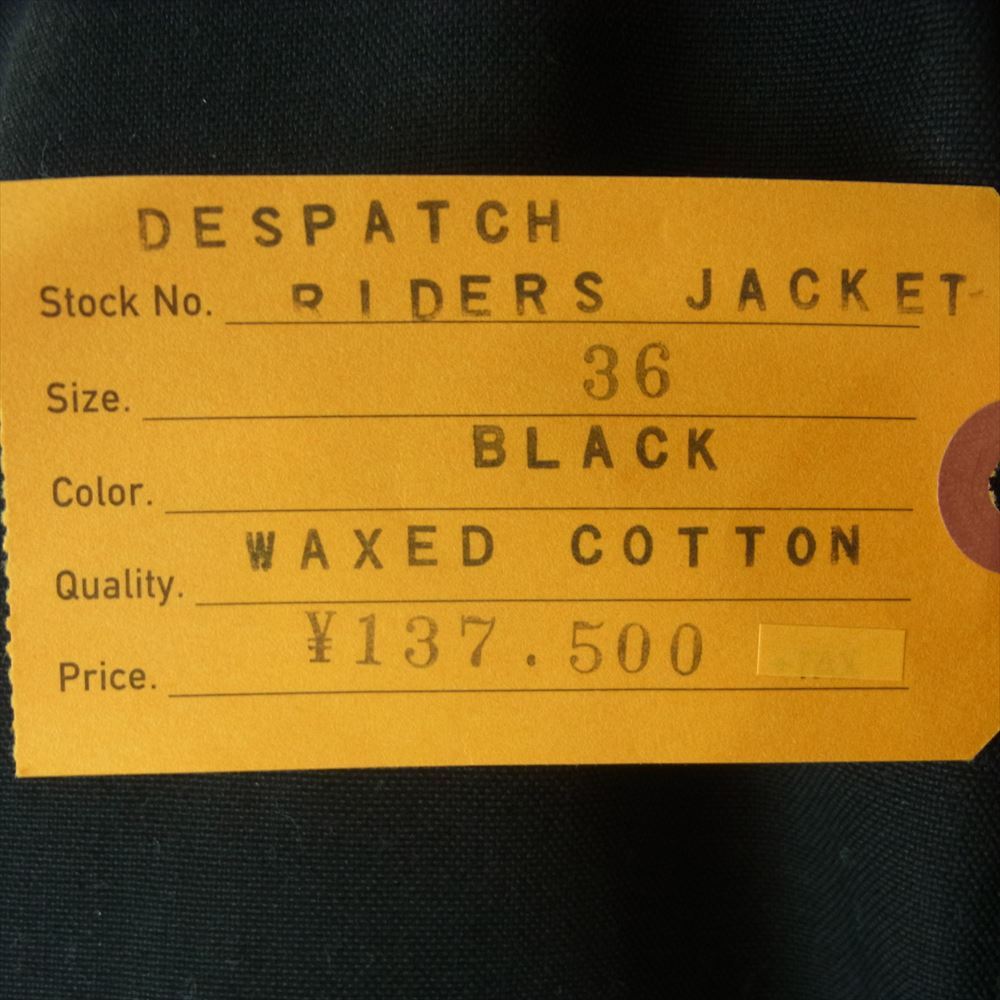 DESPATCH
Stock No. RIDERS JACKET
Size. 36
Color. BLACK
Quality. WAXED COTTON
Price. ¥137.500